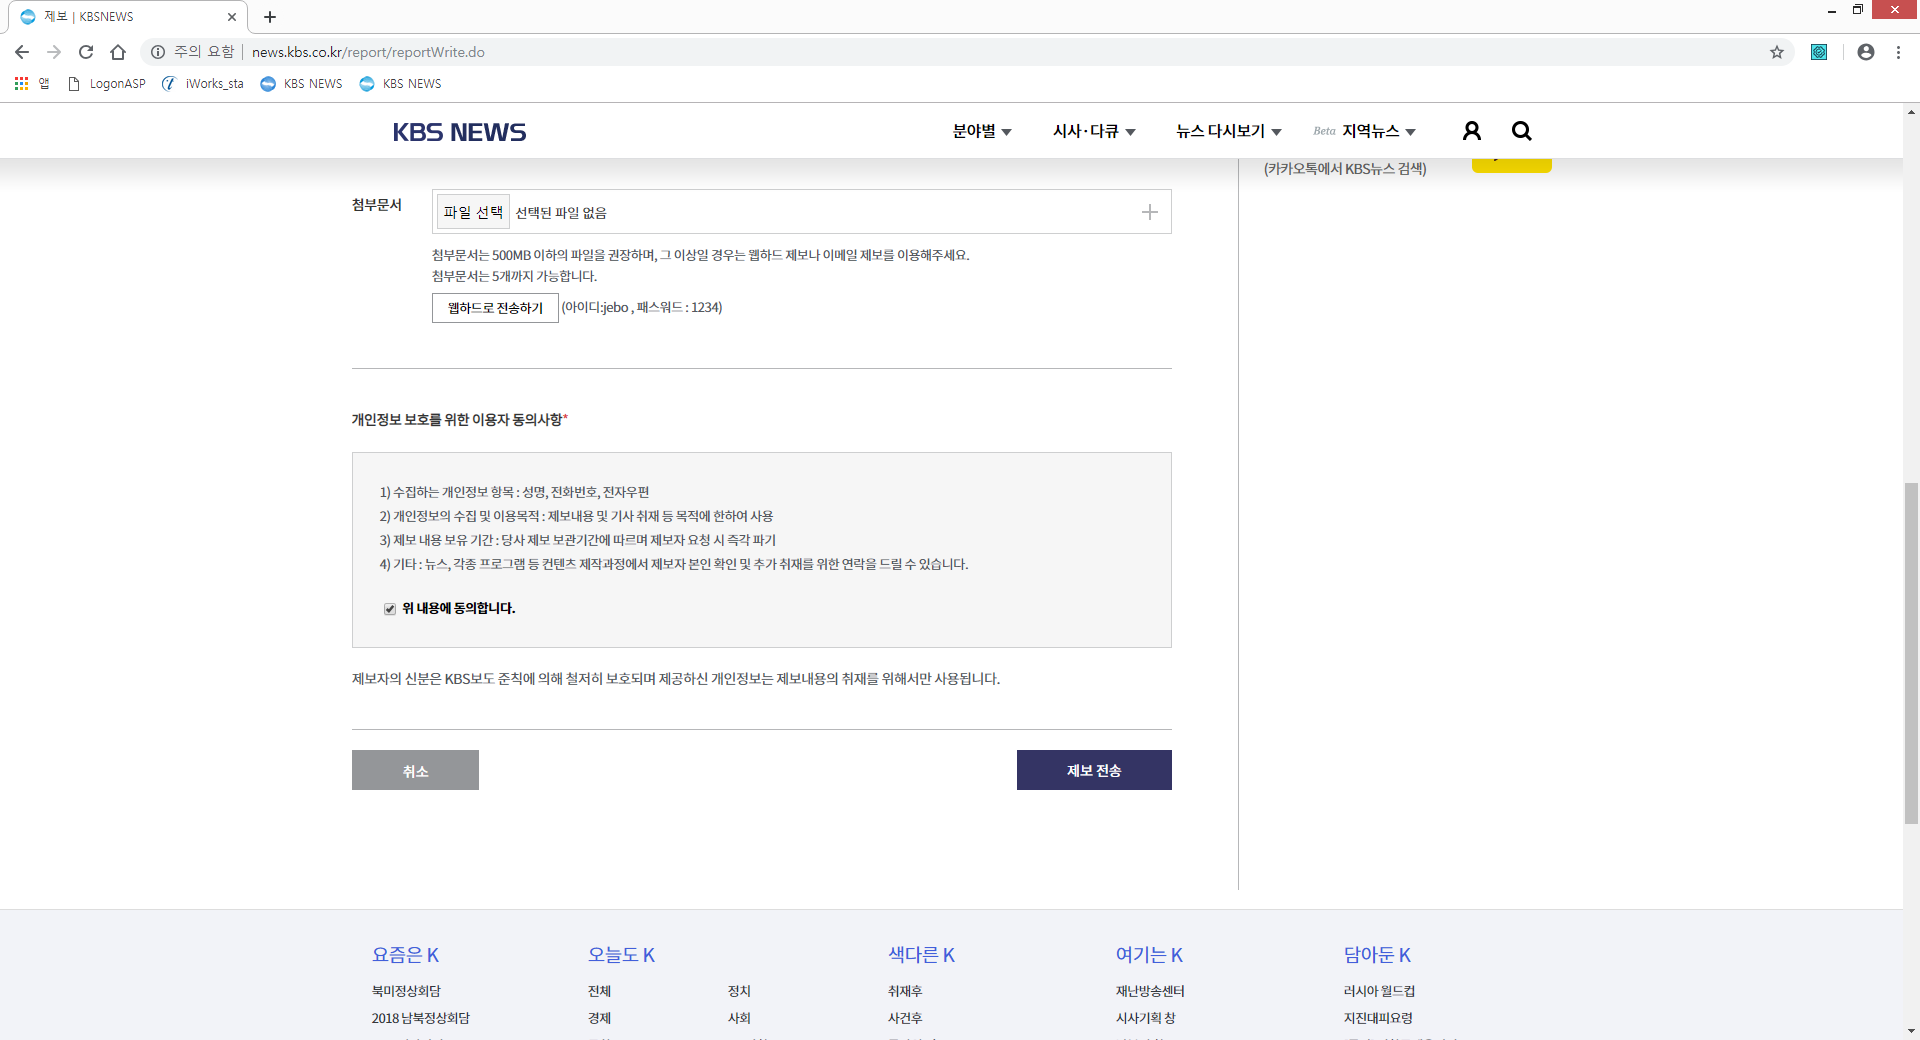 제보 | KBSNEWS
주의 요함 | news.kbs.co.kr/report/reportWrite.do
앱 LogonASP iWorks_sta KBS NEWS KBS NEWS
KBS NEWS 분야별 시사·다큐 뉴스 다시보기 Beta 지역뉴스
(카카오톡에서 KBS뉴스 검색)
첨부문서 파일 선택 선택된 파일 없음
첨부문서는 500MB 이하의 파일을 권장하며, 그 이상일 경우는 웹하드 제보나 이메일 제보를 이용해주세요.
첨부문서는 5개까지 가능합니다.
웹하드로 전송하기 (아이디:jebo , 패스워드 : 1234)
개인정보 보호를 위한 이용자 동의사항*
1) 수집하는 개인정보 항목 : 성명, 전화번호, 전자우편
2) 개인정보의 수집 및 이용목적 : 제보내용 및 기사 취재 등 목적에 한하여 사용
3) 제보 내용 보유 기간 : 당사 제보 보관기간에 따르며 제보자 요청 시 즉각 파기
4) 기타 : 뉴스, 각종 프로그램 등 컨텐츠 제작과정에서 제보자 본인 확인 및 추가 취재를 위한 연락을 드릴 수 있습니다.
위 내용에 동의합니다.
제보자의 신분은 KBS보도 준칙에 의해 철저히 보호되며 제공하신 개인정보는 제보내용의 취재를 위해서만 사용됩니다.
취소 제보 전송
요즘은 K 오늘도 K 색다른 K 여기는 K 담아둔 K
북미정상회담 전체 정치 취재후 재난방송센터 러시아 월드컵
2018 남북정상회담 경제 사회 사건후 시사기획 창 지진대피요령